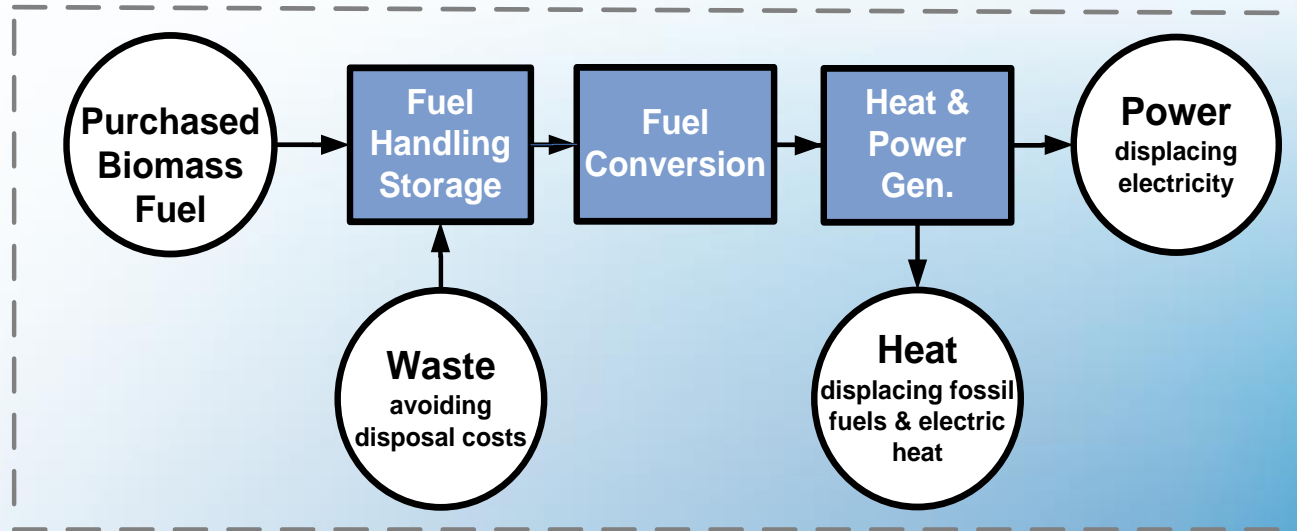 Purchased
Biomass
Fuel
Fuel
Handling
Storage
Fuel
Conversion
Heat &
Power
Gen.
Power
displacing
electricity
Waste
avoiding
disposal costs
Heat
displacing fossil
fuels & electric
heat